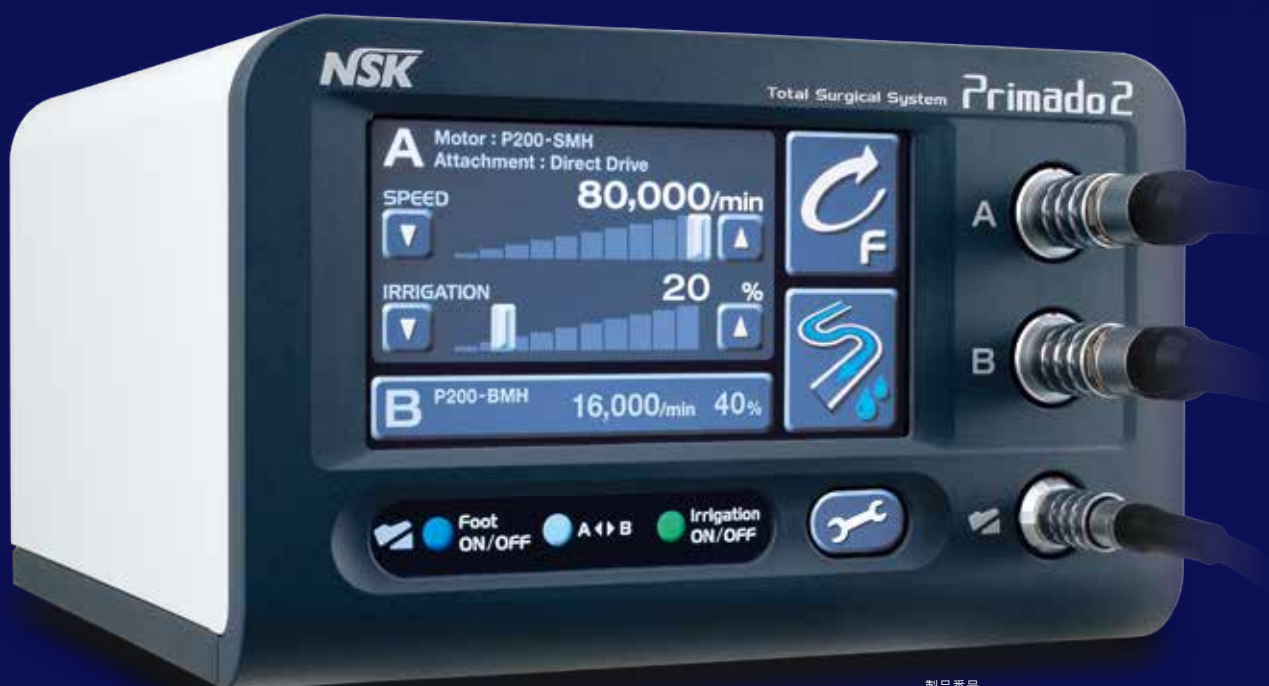 NSK
Total Surgical System Primado2
A Motor : P200-SMH
Attachment : Direct Drive
SPEED 80,000/min
▼ ▲
F
IRRIGATION 20 %
▼ ▲
B P200-BMH 16,000/min 40%
A
B
Foot
ON/OFF
A◀▶B
Irrigation
ON/OFF
製品番号